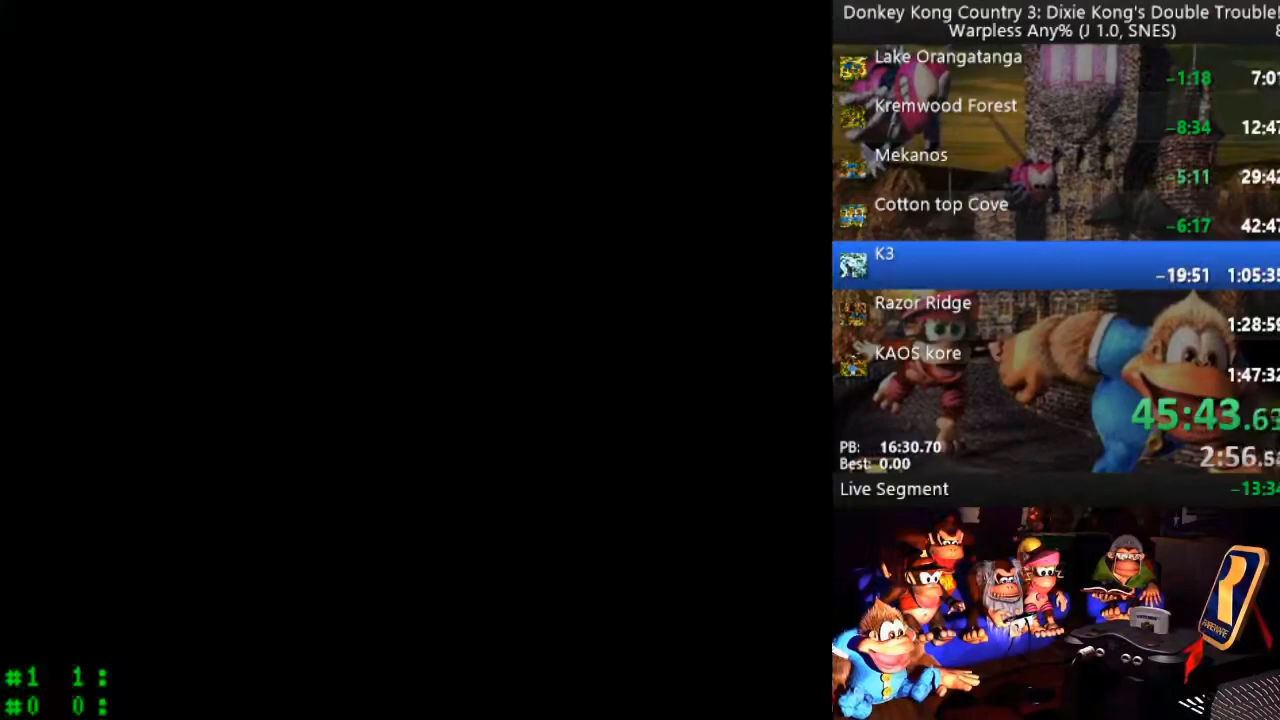 Donkey Kong Country 3: Dixie Kong's Double Trouble!
Warpless Any% (J 1.0, SNES)
Lake Orangatanga
-1:18 7:01
Kremwood Forest
-8:34 12:47
Mekanos
-5:11 29:42
Cotton top Cove
-6:17 42:47
K3
-19:51 1:05:35
Razor Ridge
1:28:59
KAOS kore
1:47:32
45:43.69
PB: 16:30.70
Best: 0.00
2:56.5
Live Segment -13:34
RAREWARE
#1 1:
#0 0: